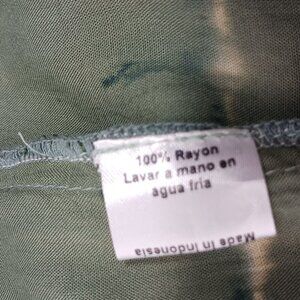 100% Rayon
Lavar a mano en
agua fria
Made in Indonesia